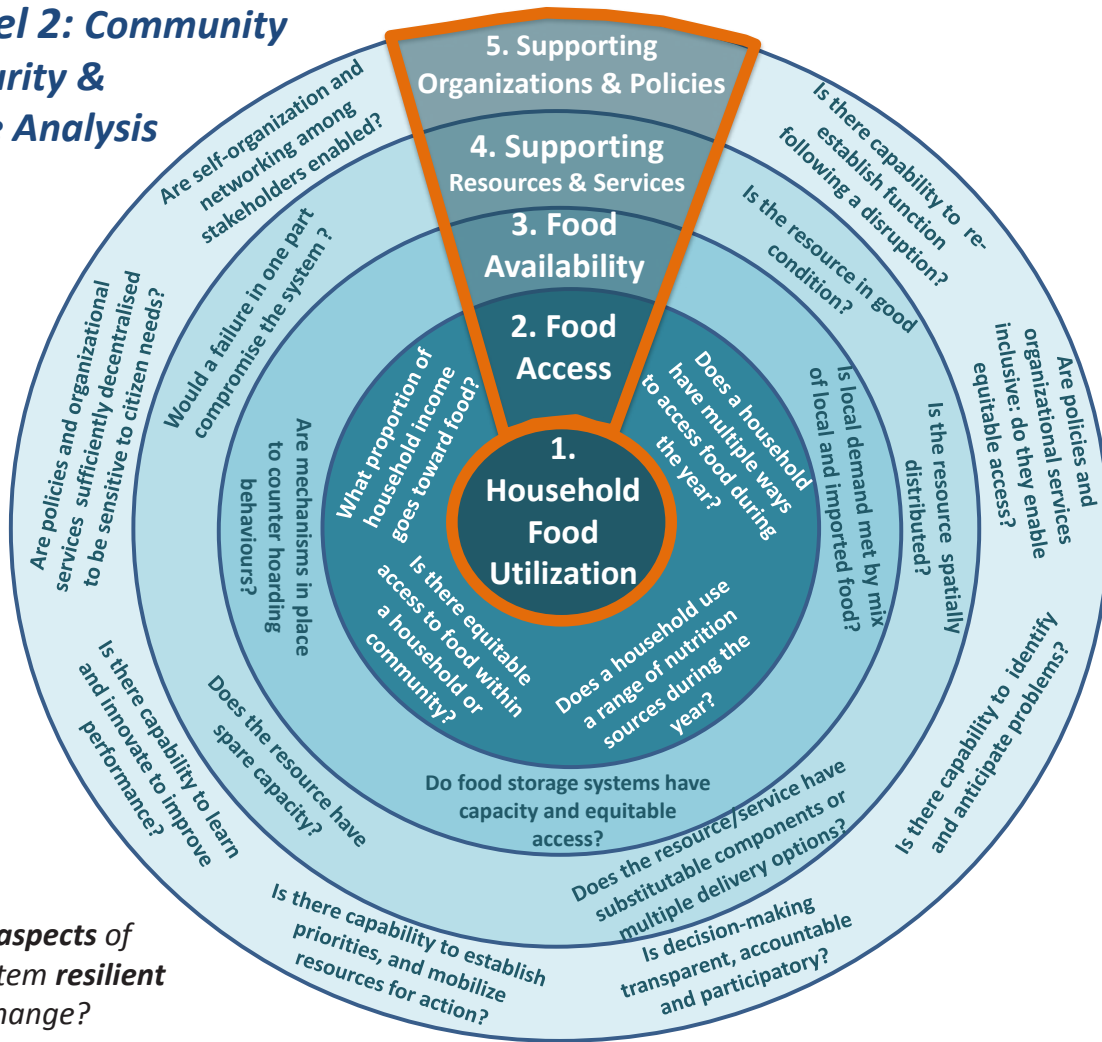 el 2: Community
urity &
e Analysis
5. Supporting
Organizations & Policies
4. Supporting
Resources & Services
3. Food
Availability
2. Food
Access
1.
Household
Food
Utilization
What proportion of
household income
goes toward food?
Does a household
have multiple ways
to access food during
the year?
Is there equitable
access to food within
a household or
community?
Does a household use
a range of nutrition
sources during the
year?
Are mechanisms in place
to counter hoarding
behaviours?
Is local demand met by mix
of local and imported food?
Do food storage systems have
capacity and equitable
access?
Would a failure in one part
compromise the system ?
Is the resource in good
condition?
Is the resource spatially
distributed?
Does the resource have
spare capacity?
Does the resource/service have
substitutable components or
multiple delivery options?
Are self-organization and
networking among
stakeholders enabled?
Is there capability to re-
establish function
following a disruption?
Are policies and organizational
services sufficiently decentralised
to be sensitive to citizen needs?
Are policies and
organizational services
inclusive: do they enable
equitable access?
Is there capability to learn
and innovate to improve
performance?
Is there capability to identify
and anticipate problems?
Is there capability to establish
priorities, and mobilize
resources for action?
Is decision-making
transparent, accountable
and participatory?
aspects of
tem resilient
hange?